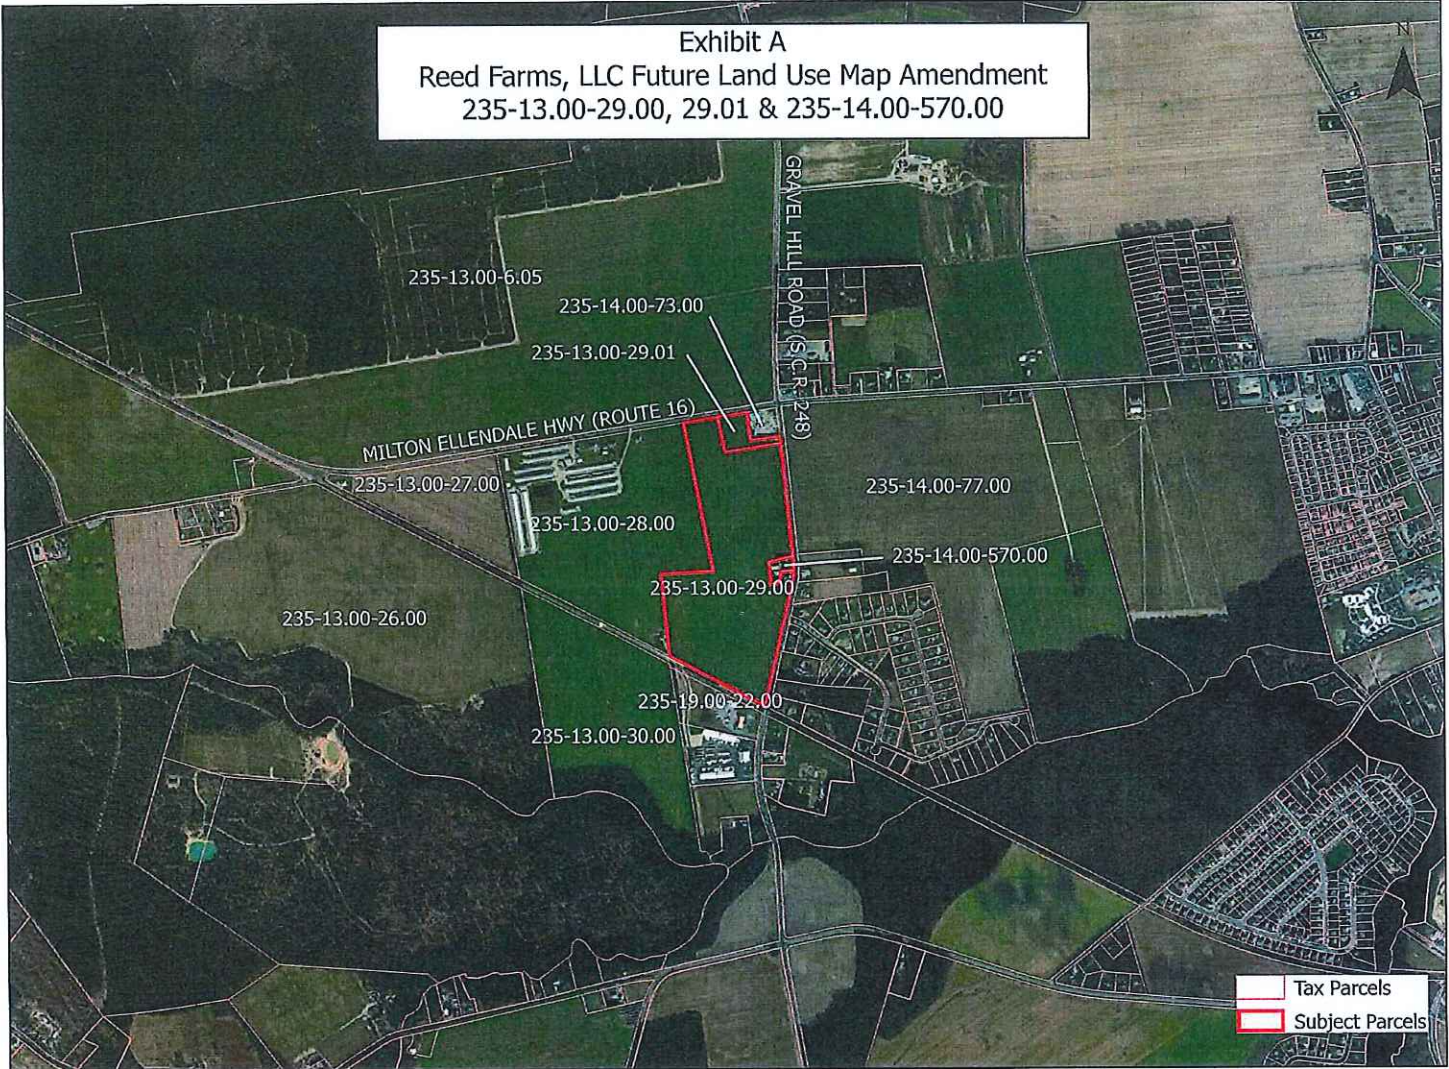 Exhibit A
Reed Farms, LLC Future Land Use Map Amendment
235-13.00-29.00, 29.01 & 235-14.00-570.00
N
GRAVEL HILL ROAD (S.C.R. 248)
235-13.00-6.05
235-14.00-73.00
235-13.00-29.01
MILTON ELLENDALE HWY (ROUTE 16)
235-13.00-27.00
235-14.00-77.00
235-13.00-28.00
235-14.00-570.00
235-13.00-29.00
235-13.00-26.00
235-19.00-22.00
235-13.00-30.00
Tax Parcels
Subject Parcels